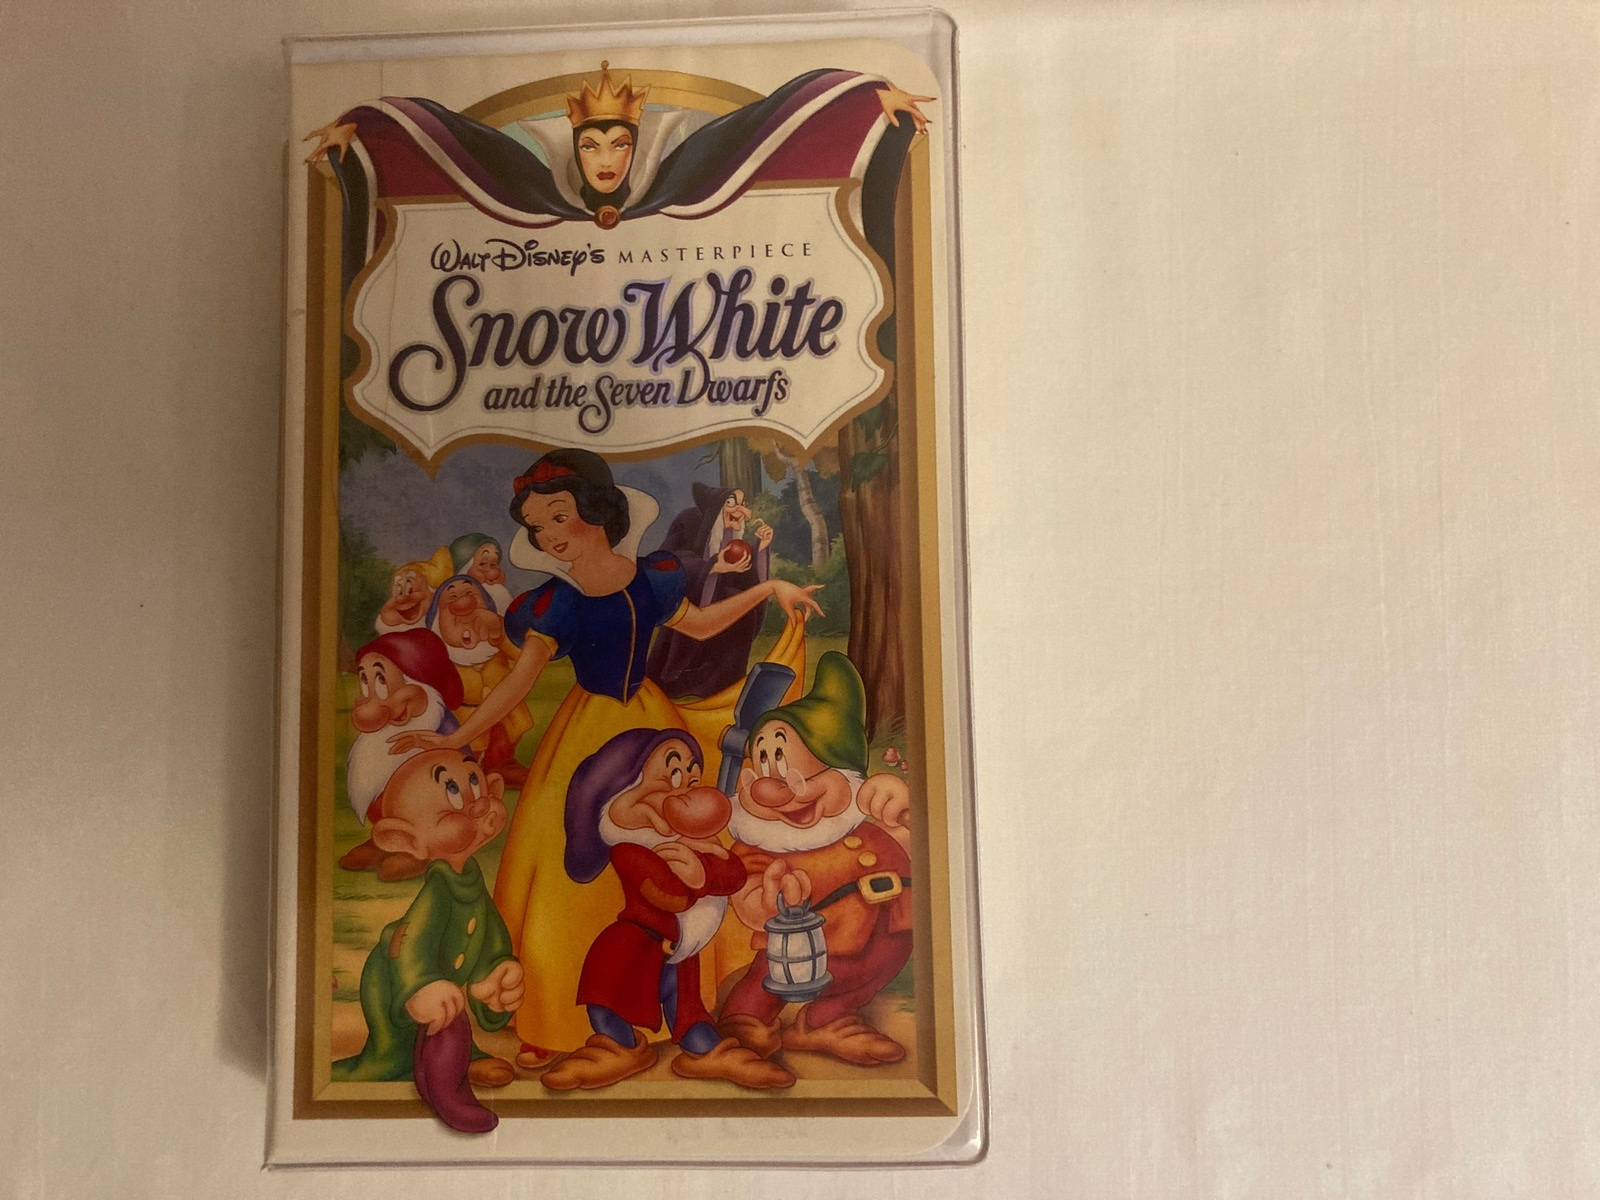 Walt Disney's MASTERPIECE
Snow White
and the Seven Dwarfs